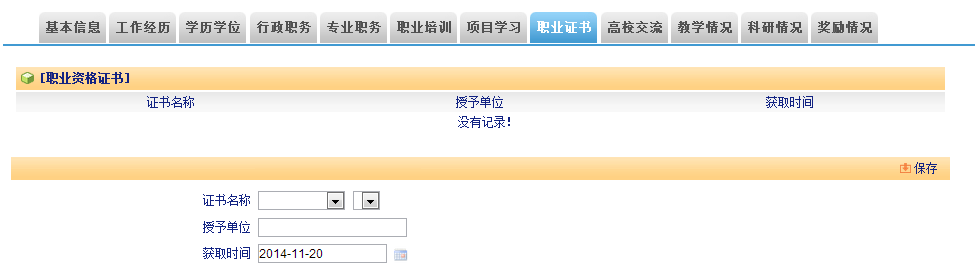 基本信息 工作经历 学历学位 行政职务 专业职务 职业培训 项目学习 职业证书 高校交流 教学情况 科研情况 奖励情况
[职业资格证书]
证书名称 授予单位 获取时间
没有记录!
保存
证书名称
授予单位
获取时间 2014-11-20